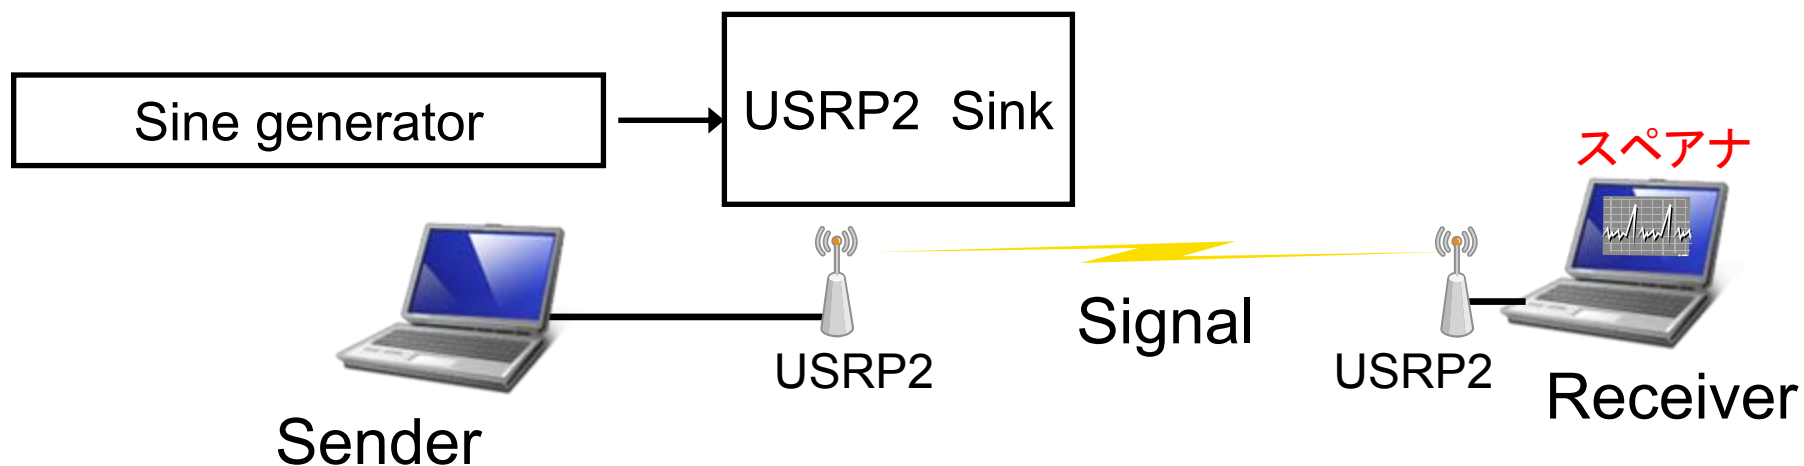 Sine generator
USRP2 Sink
スペアナ
Signal
USRP2
USRP2
Receiver
Sender